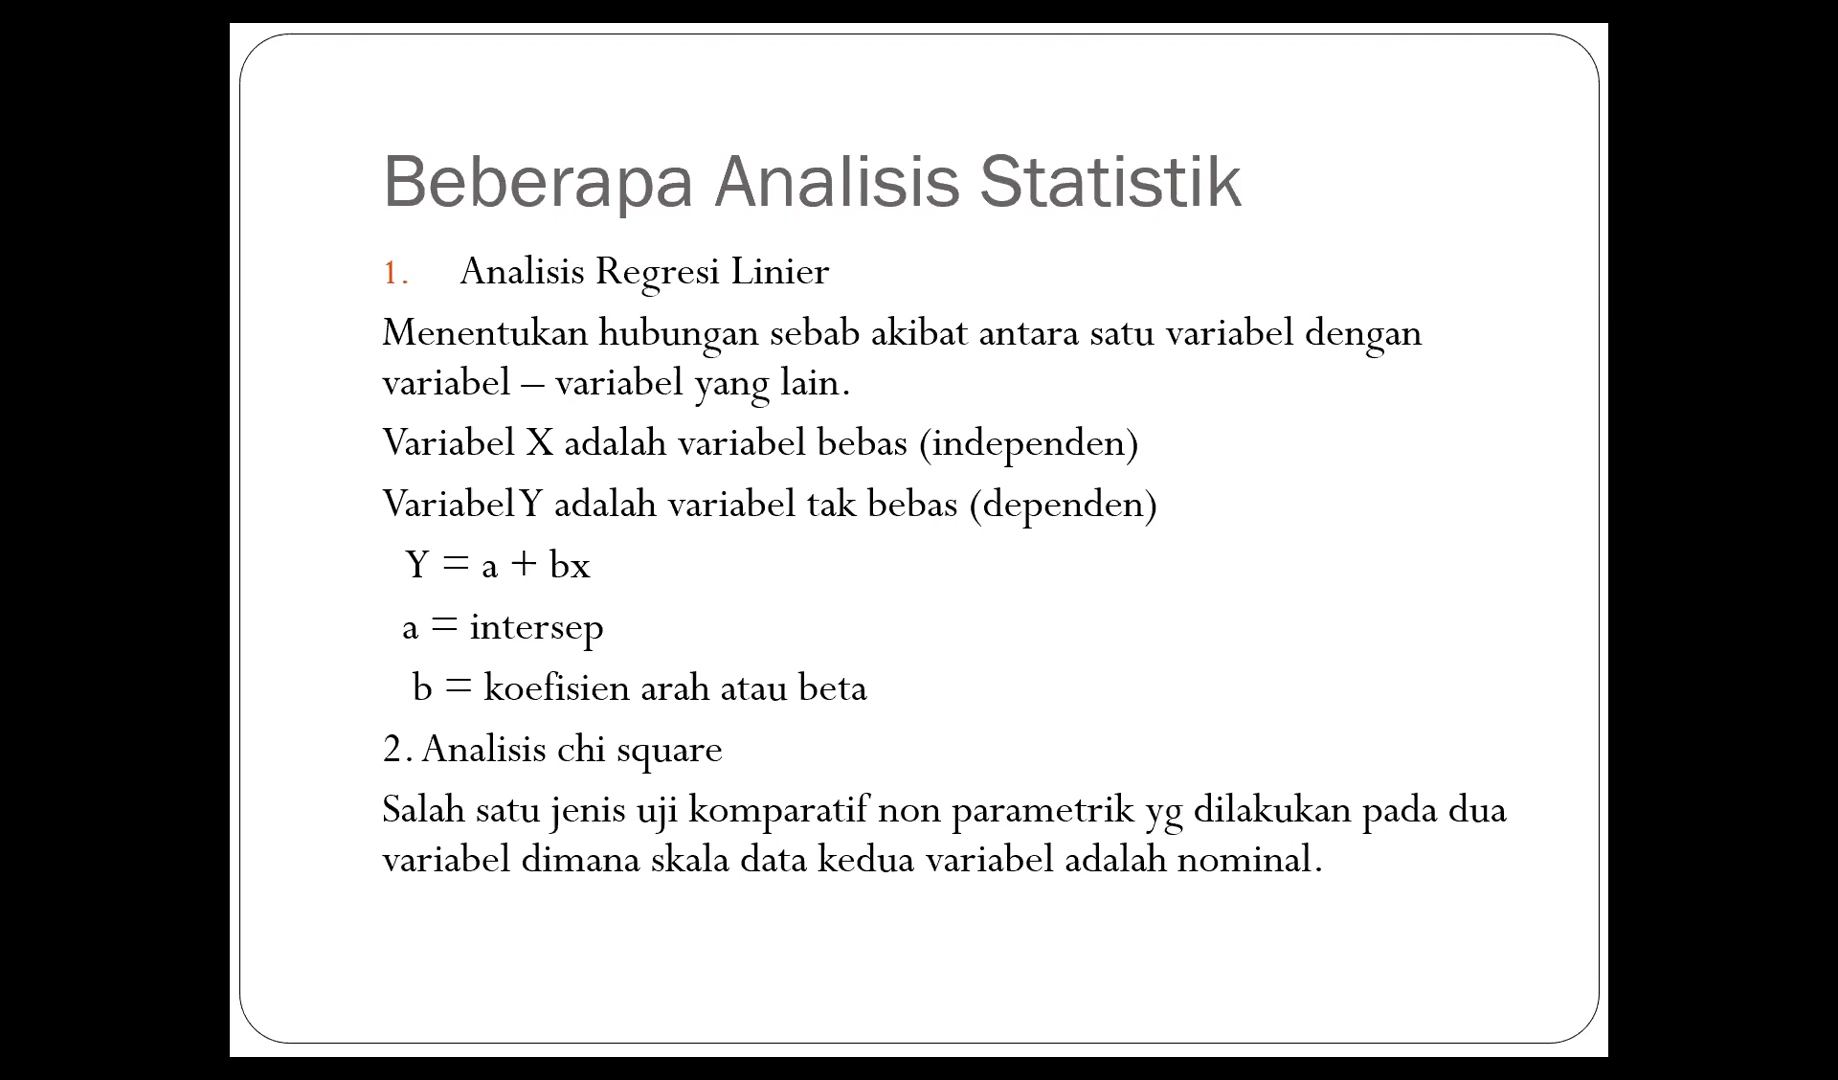 Beberapa Analisis Statistik
1. Analisis Regresi Linier
Menentukan hubungan sebab akibat antara satu variabel dengan
variabel – variabel yang lain.
Variabel X adalah variabel bebas (independen)
Variabel Y adalah variabel tak bebas (dependen)
Y = a + bx
a = intersep
b = koefisien arah atau beta
2. Analisis chi square
Salah satu jenis uji komparatif non parametrik yg dilakukan pada dua
variabel dimana skala data kedua variabel adalah nominal.